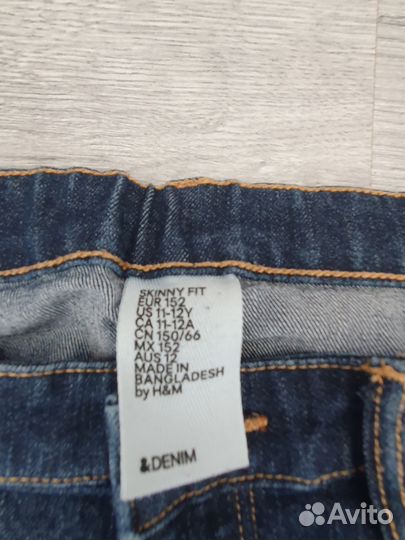 SKINNY FIT
EUR 152
US 11-12Y
CA 11-12A
CN 150/66
MX 152
AUS 12
MADE IN
BANGLADESH
by H&M
&DENIM
Avito